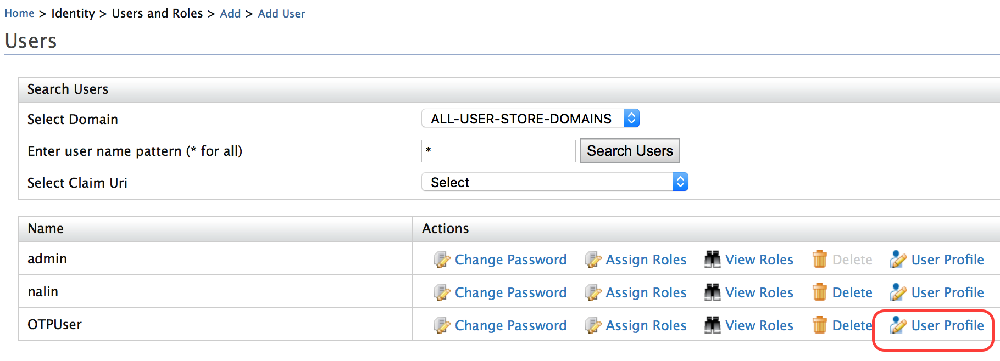 Home > Identity > Users and Roles > Add > Add User
Users
Search Users
Select Domain ALL-USER-STORE-DOMAINS
Enter user name pattern (* for all) * Search Users
Select Claim Uri Select
Name Actions
admin Change Password Assign Roles View Roles Delete User Profile
nalin Change Password Assign Roles View Roles Delete User Profile
OTPUser Change Password Assign Roles View Roles Delete User Profile